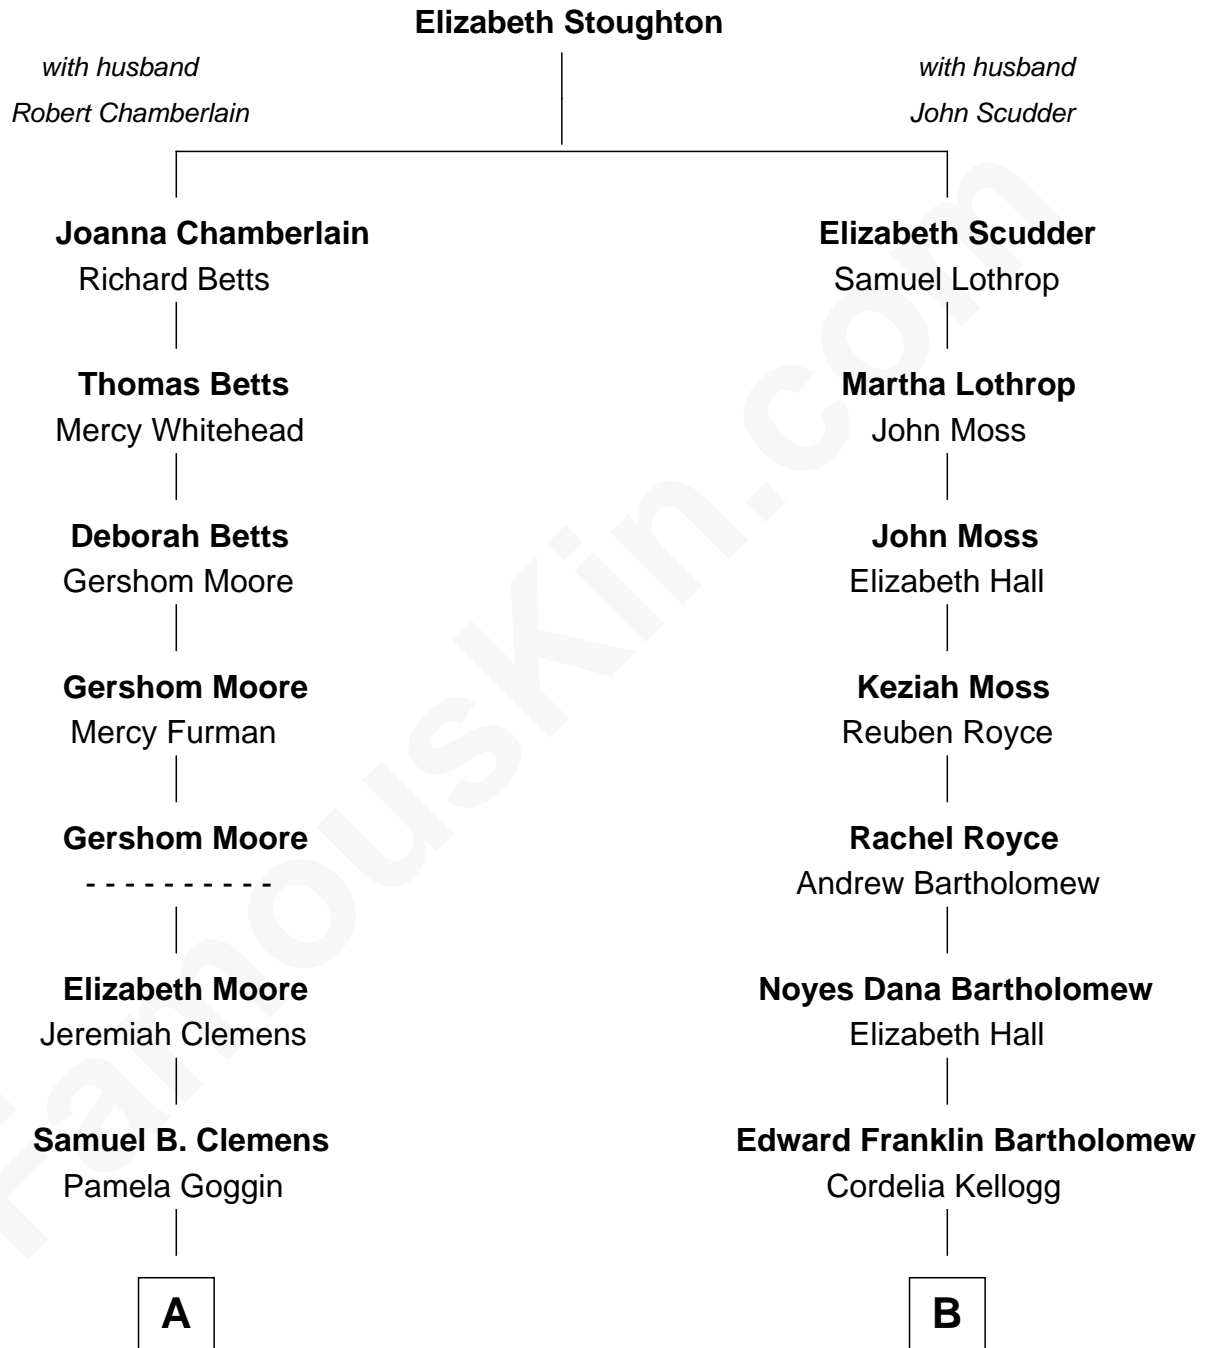 Elizabeth Stoughton
with husband
Robert Chamberlain
with husband
John Scudder
Joanna Chamberlain
Richard Betts
Elizabeth Scudder
Samuel Lothrop
Thomas Betts
Mercy Whitehead
Martha Lothrop
John Moss
Deborah Betts
Gershom Moore
John Moss
Elizabeth Hall
Gershom Moore
Mercy Furman
Keziah Moss
Reuben Royce
Gershom Moore
- - - - - - - - - -
Rachel Royce
Andrew Bartholomew
Elizabeth Moore
Jeremiah Clemens
Noyes Dana Bartholomew
Elizabeth Hall
Samuel B. Clemens
Pamela Goggin
Edward Franklin Bartholomew
Cordelia Kellogg
A
B
FamousKin.com